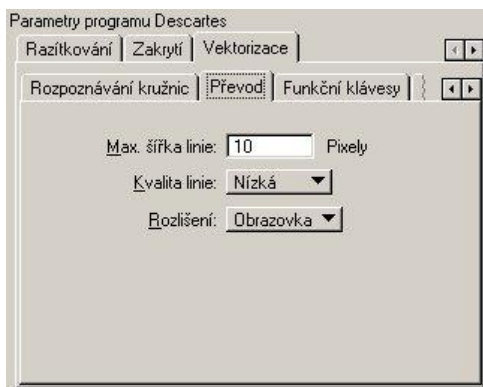 Parametry programu Descartes
Razítkování Zakrytí Vektorizace
Rozpoznávání kružnic Převod Funkční klávesy
Max. šířka linie: 10 Pixely
Kvalita linie: Nízká
Rozlišení: Obrazovka